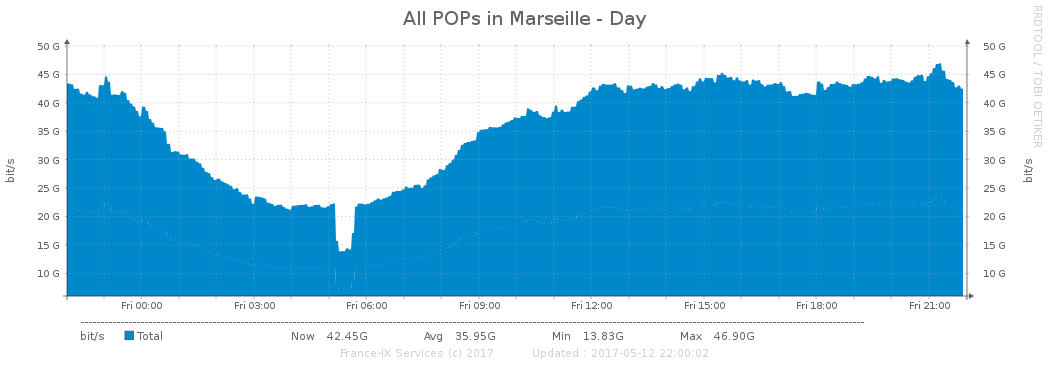 All POPs in Marseille - Day
RRDTOOL / TOBI OETIKER
50 G 50 G
45 G 45 G
40 G 40 G
35 G 35 G
30 G 30 G
25 G 25 G
20 G 20 G
15 G 15 G
10 G 10 G
bit/s bit/s
Fri 00:00 Fri 03:00 Fri 06:00 Fri 09:00 Fri 12:00 Fri 15:00 Fri 18:00 Fri 21:00
bit/s Total Now 42.45G Avg 35.95G Min 13.83G Max 46.90G
France-IX Services (c) 2017 Updated : 2017-05-12 22:00:02